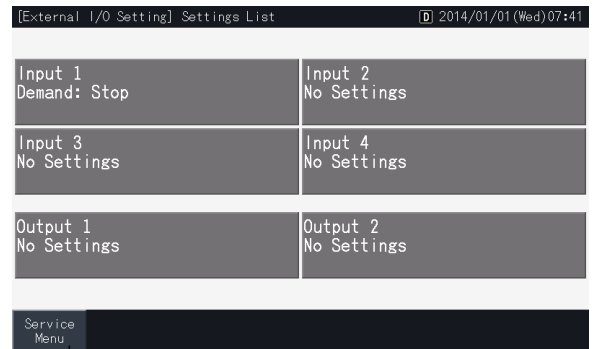 [External I/O Setting] Settings List D 2014/01/01(Wed)07:41
Input 1
Demand: Stop
Input 2
No Settings
Input 3
No Settings
Input 4
No Settings
Output 1
No Settings
Output 2
No Settings
Service
Menu